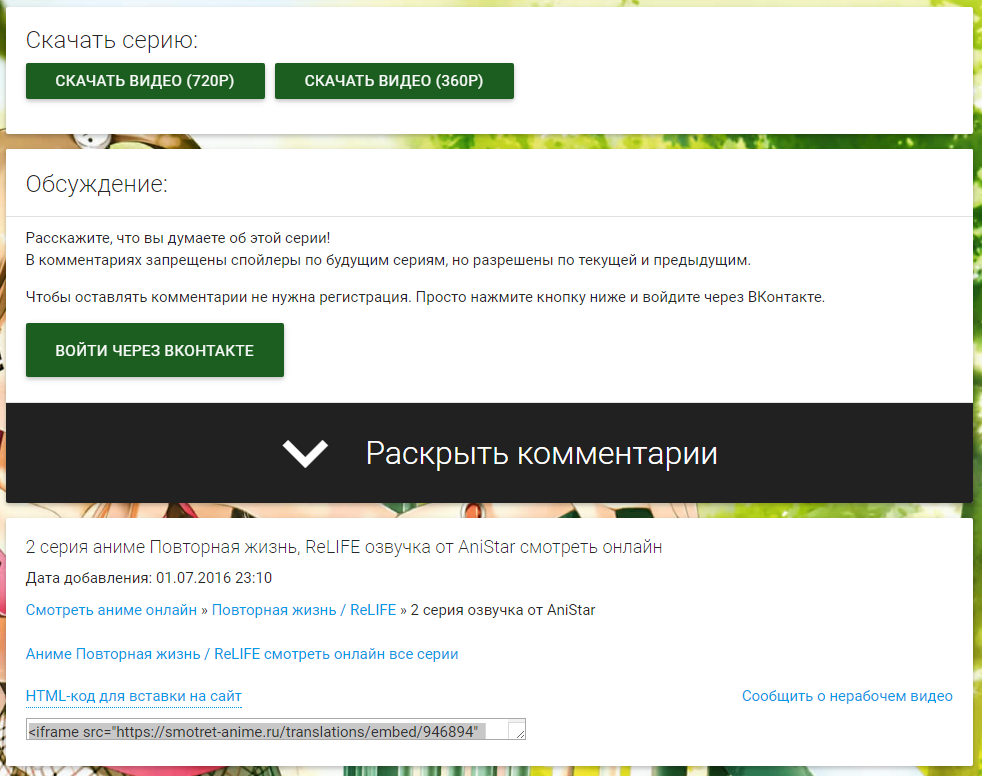 Скачать серию:
СКАЧАТЬ ВИДЕО (720P) СКАЧАТЬ ВИДЕО (360P)
Обсуждение:
Расскажите, что вы думаете об этой серии!
В комментариях запрещены спойлеры по будущим сериям, но разрешены по текущей и предыдущим.
Чтобы оставлять комментарии не нужна регистрация. Просто нажмите кнопку ниже и войдите через ВКонтакте.
ВОЙТИ ЧЕРЕЗ ВКОНТАКТЕ
Раскрыть комментарии
2 серия аниме Повторная жизнь, ReLIFE озвучка от AniStar смотреть онлайн
Дата добавления: 01.07.2016 23:10
Смотреть аниме онлайн » Повторная жизнь / ReLIFE » 2 серия озвучка от AniStar
Аниме Повторная жизнь / ReLIFE смотреть онлайн все серии
HTML-код для вставки на сайт Сообщить о нерабочем видео
<iframe src="https://smotret-anime.ru/translations/embed/946894"